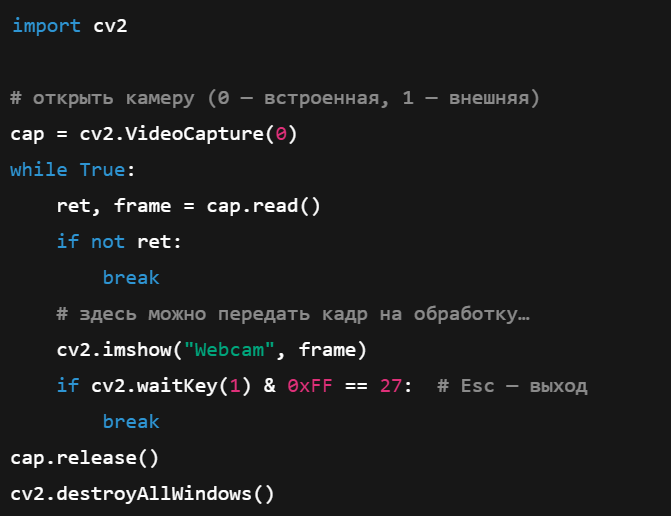 import cv2
# открыть камеру (0 — встроенная, 1 — внешняя)
cap = cv2.VideoCapture(0)
while True:
    ret, frame = cap.read()
    if not ret:
        break
    # здесь можно передать кадр на обработку…
    cv2.imshow("Webcam", frame)
    if cv2.waitKey(1) & 0xFF == 27:  # Esc — выход
        break
cap.release()
cv2.destroyAllWindows()